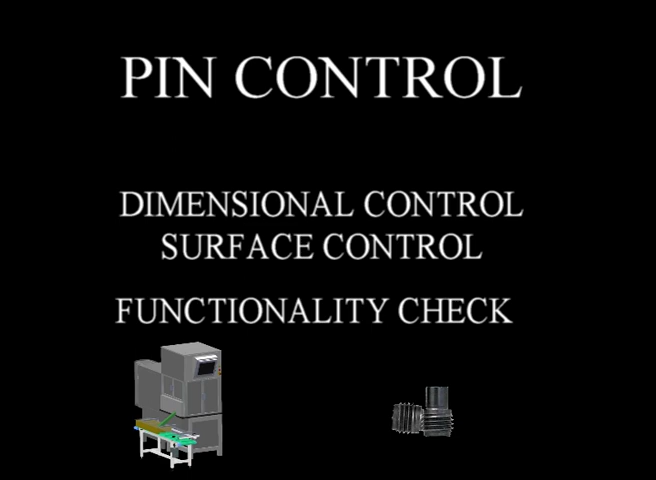 PIN CONTROL
DIMENSIONAL CONTROL
SURFACE CONTROL
FUNCTIONALITY CHECK